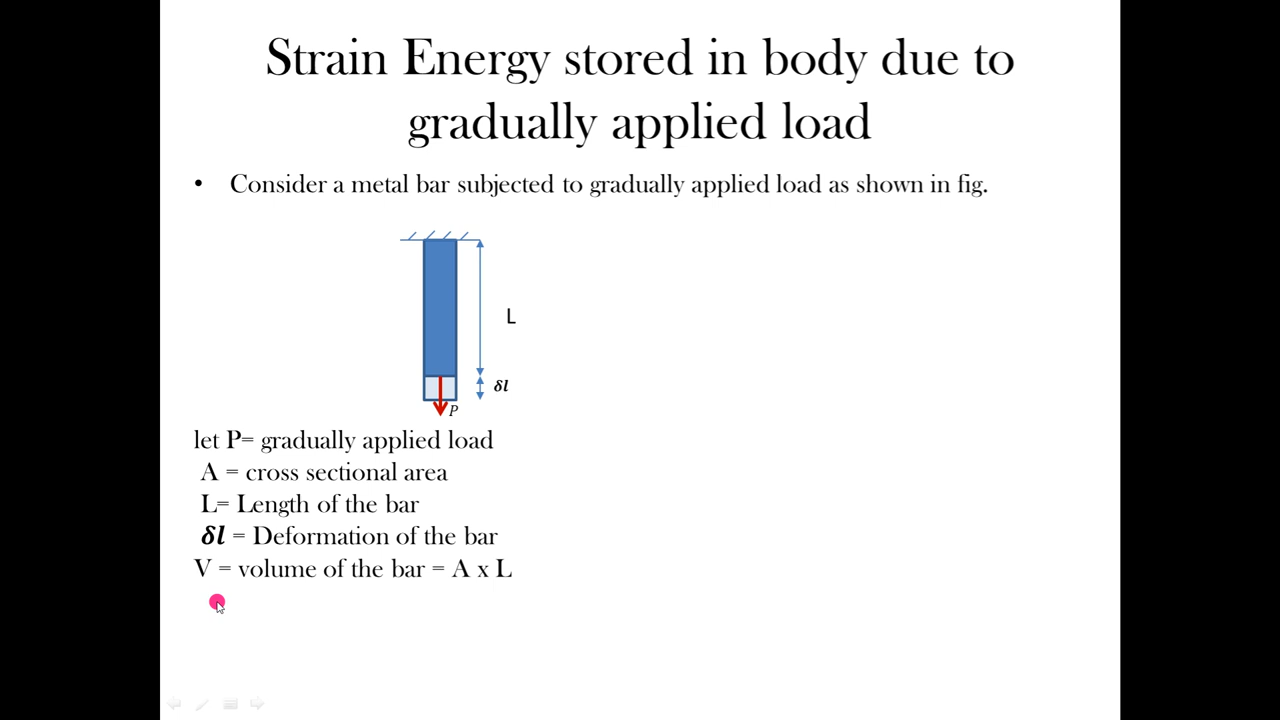 Strain Energy stored in body due to
gradually applied load
• Consider a metal bar subjected to gradually applied load as shown in fig.
L
δl
P
let P= gradually applied load
A = cross sectional area
L= Length of the bar
δl = Deformation of the bar
V = volume of the bar = A x L